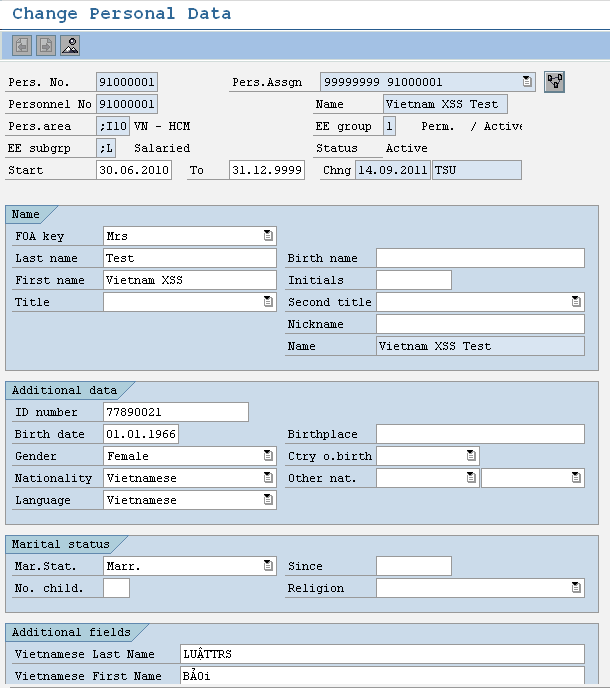 Change Personal Data
Pers. No. 91000001 Pers.Assgn 99999999 91000001
Personnel No 91000001 Name Vietnam XSS Test
Pers.area ;I10 VN - HCM EE group 1 Perm. / Active
EE subgrp ;L Salaried Status Active
Start 30.06.2010 To 31.12.9999 Chng 14.09.2011 TSU
Name
FOA key Mrs
Last name Test Birth name
First name Vietnam XSS Initials
Title Second title
Nickname
Name Vietnam XSS Test
Additional data
ID number 77890021
Birth date 01.01.1966 Birthplace
Gender Female Ctry o.birth
Nationality Vietnamese Other nat.
Language Vietnamese
Marital status
Mar.Stat. Marr. Since
No. child. Religion
Additional fields
Vietnamese Last Name LUẬTTRS
Vietnamese First Name BẢOi